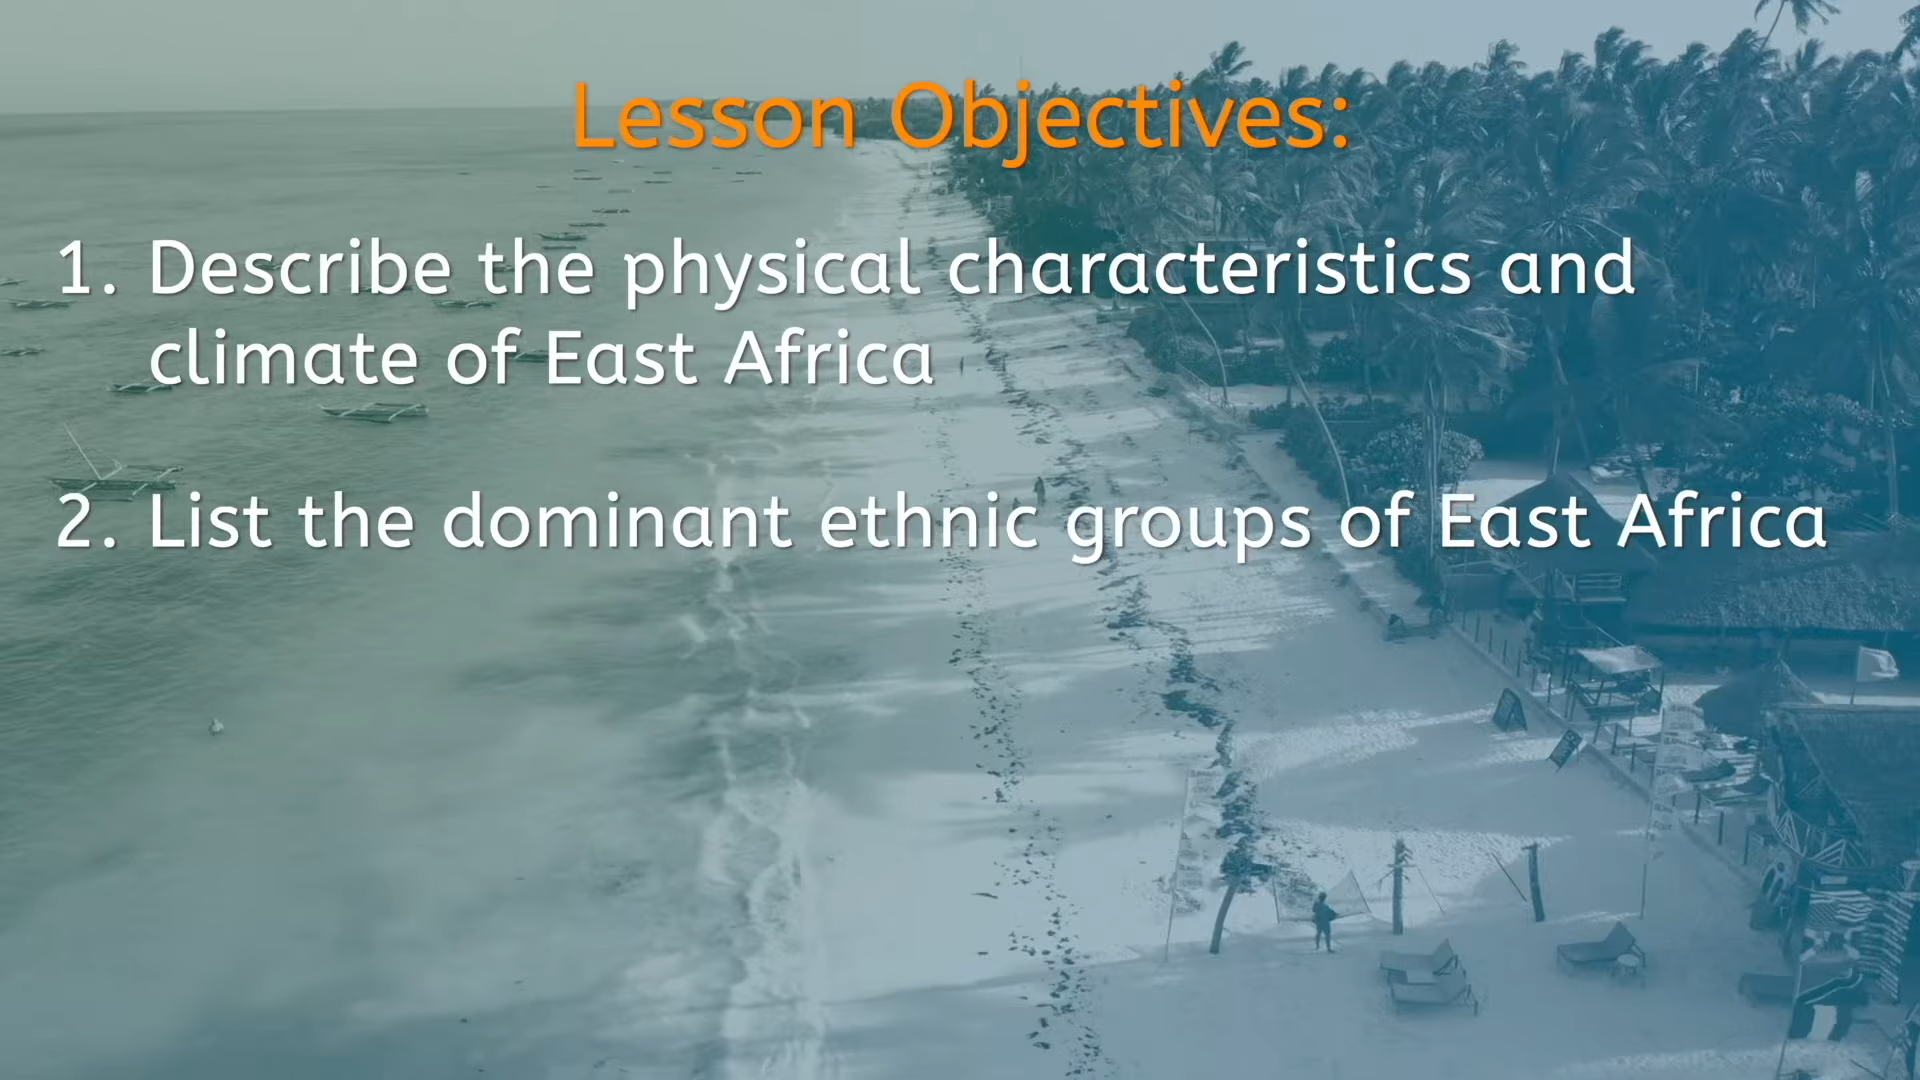 Lesson Objectives:
1. Describe the physical characteristics and
climate of East Africa
2. List the dominant ethnic groups of East Africa